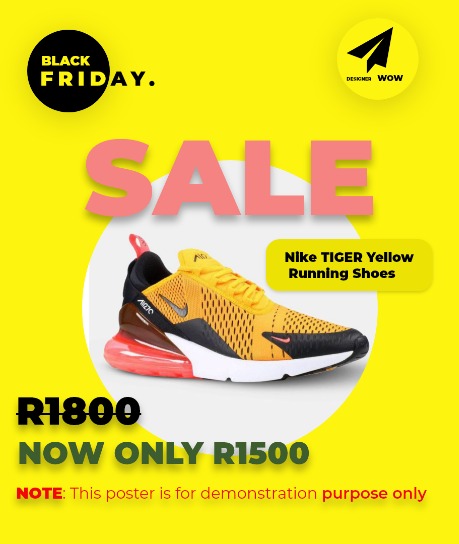 BLACK
FRIDAY.
DESIGNER WOW
SALE
Nike TIGER Yellow
Running Shoes
R1800
NOW ONLY R1500
NOTE: This poster is for demonstration purpose only